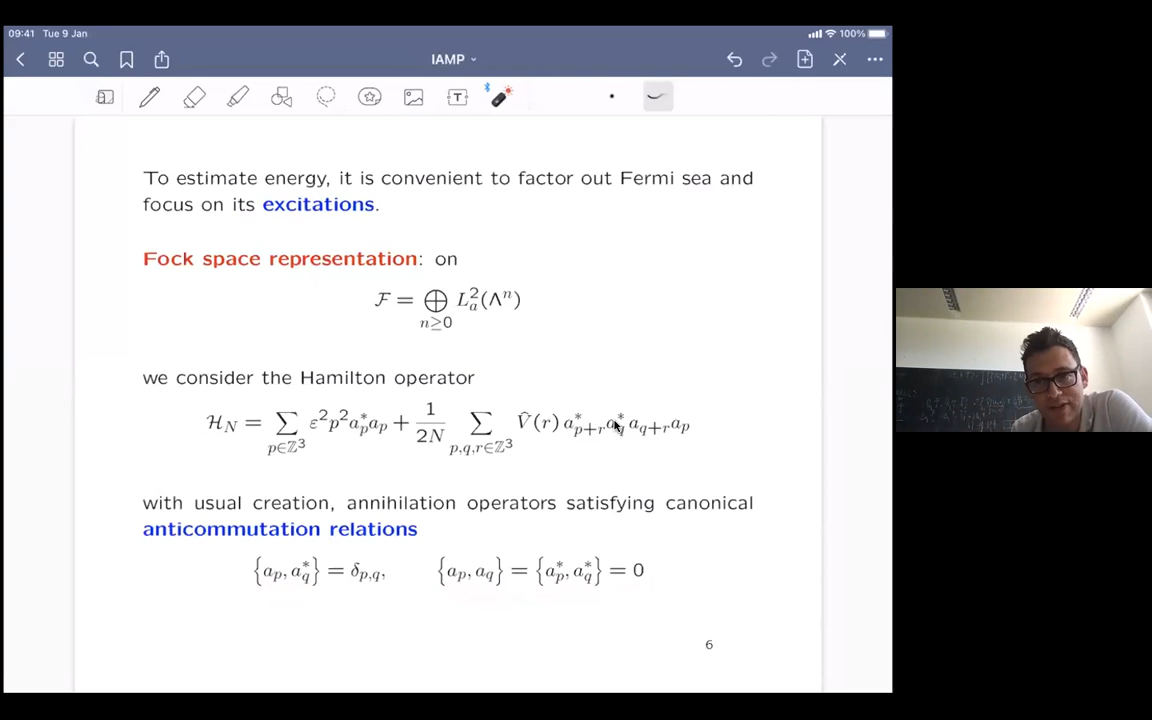 09:41 Tue 9 Jan 100%
IAMP
To estimate energy, it is convenient to factor out Fermi sea and
focus on its excitations.
Fock space representation: on
ℱ = ⨁_{n≥0} L²_a(Λⁿ)
we consider the Hamilton operator
ℋ_N = ∑_{p∈ℤ³} ε²p²a*_p a_p + 1/2N ∑_{p,q,r∈ℤ³} V̂(r) a*_{p+r} a*_q a_{q+r} a_p
with usual creation, annihilation operators satisfying canonical
anticommutation relations
{a_p, a*_q} = δ_{p,q}, {a_p, a_q} = {a*_p, a*_q} = 0
6